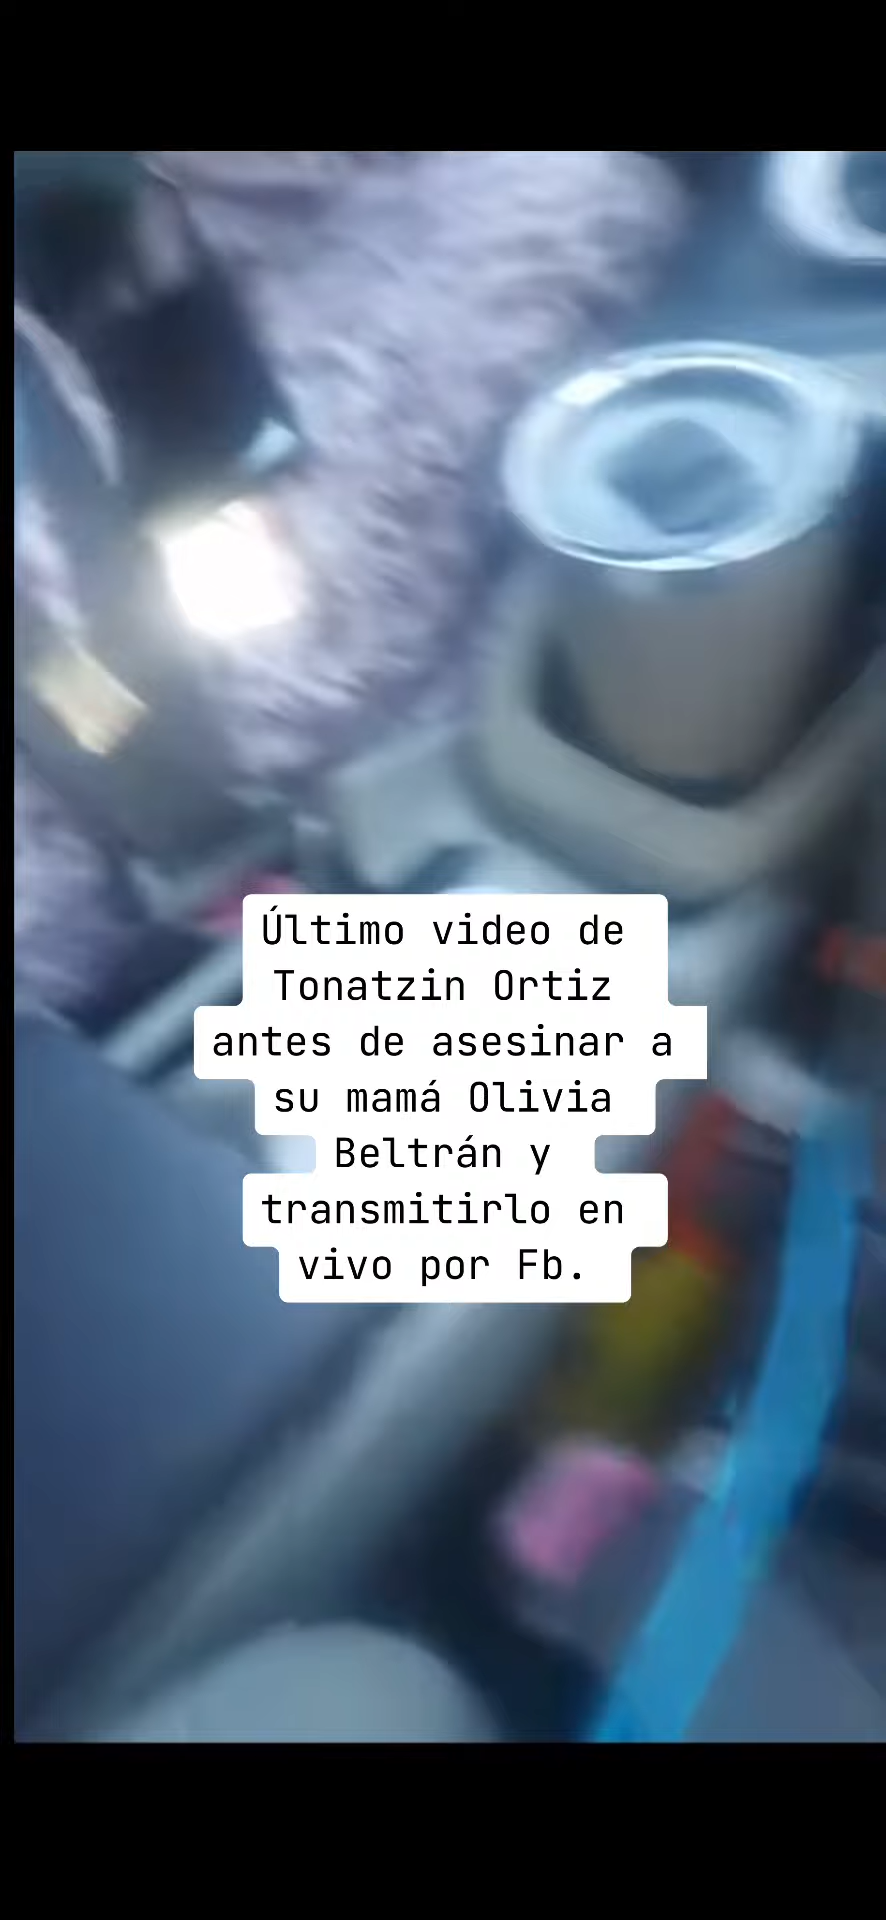 Último video de
Tonatzin Ortiz
antes de asesinar a
su mamá Olivia
Beltrán y
transmitirlo en
vivo por Fb.